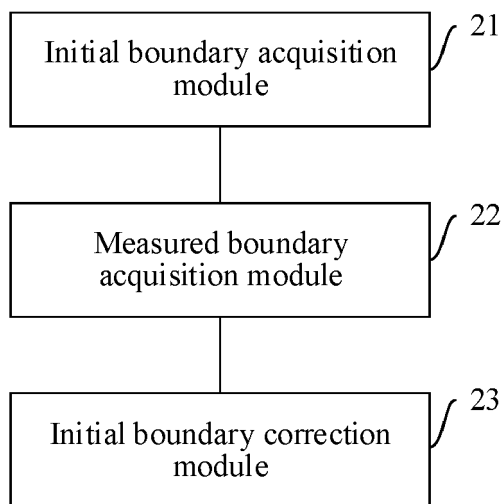 Initial boundary acquisition
module
21
Measured boundary
acquisition module
22
Initial boundary correction
module
23